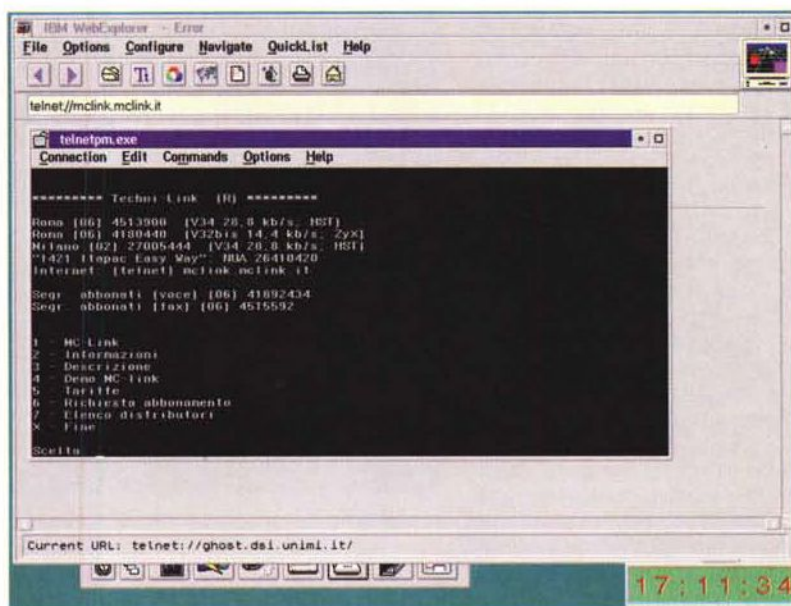 IBM WebExplorer - Error
File Options Configure Navigate QuickList Help
telnet//mclink.mclink.it
telnetpm.exe
Connection Edit Commands Options Help
========= Techni-Link (R) =========
Roma (06) 4513900 (V34 28,8 kb/s; HST)
Roma (06) 4180440 (V32bis 14,4 kb/s; ZyX)
Milano (02) 27005444 (V34 28,8 kb/s; HST)
"1421 Itapac Easy Way": NUA 26410420
Internet (telnet) mclink.mclink.it
Segr. abbonati (voce) (06) 41892434
Segr. abbonati (fax) (06) 4515592
1 - MC-Link
2 - Informazioni
3 - Descrizione
4 - Demo MC-link
5 - Tariffe
6 - Richiesta abbonamento
7 - Elenco distributori
X - Fine
Scelta
Current URL: telnet://ghost.dsi.unimi.it/
17:11:34